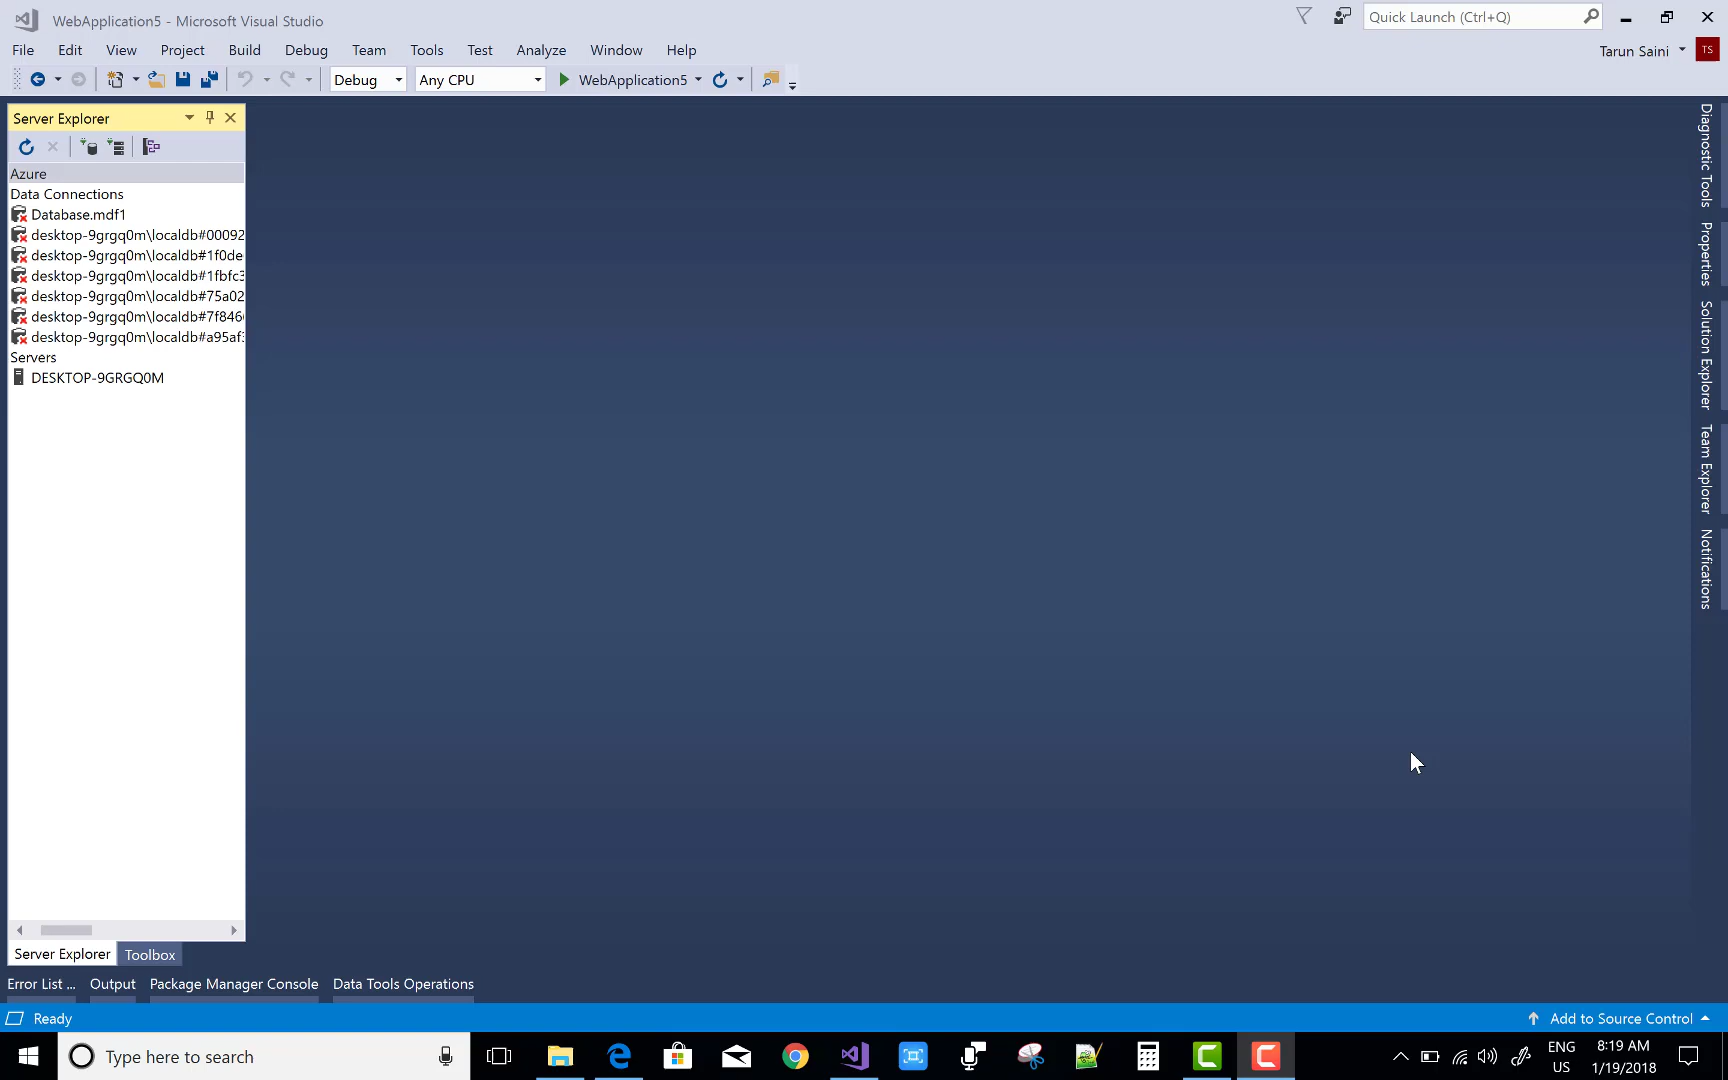 WebApplication5 - Microsoft Visual Studio
Quick Launch (Ctrl+Q)
File Edit View Project Build Debug Team Tools Test Analyze Window Help
Tarun Saini TS
Debug Any CPU WebApplication5
Server Explorer
Azure
Data Connections
Database.mdf1
desktop-9grgq0m\localdb#00092
desktop-9grgq0m\localdb#1f0de
desktop-9grgq0m\localdb#1fbfc3
desktop-9grgq0m\localdb#75a02
desktop-9grgq0m\localdb#7f846
desktop-9grgq0m\localdb#a95af
Servers
DESKTOP-9GRGQ0M
Diagnostic Tools
Properties
Solution Explorer
Team Explorer
Notifications
Server Explorer Toolbox
Error List ... Output Package Manager Console Data Tools Operations
Ready
Add to Source Control
Type here to search
ENG
US
8:19 AM
1/19/2018